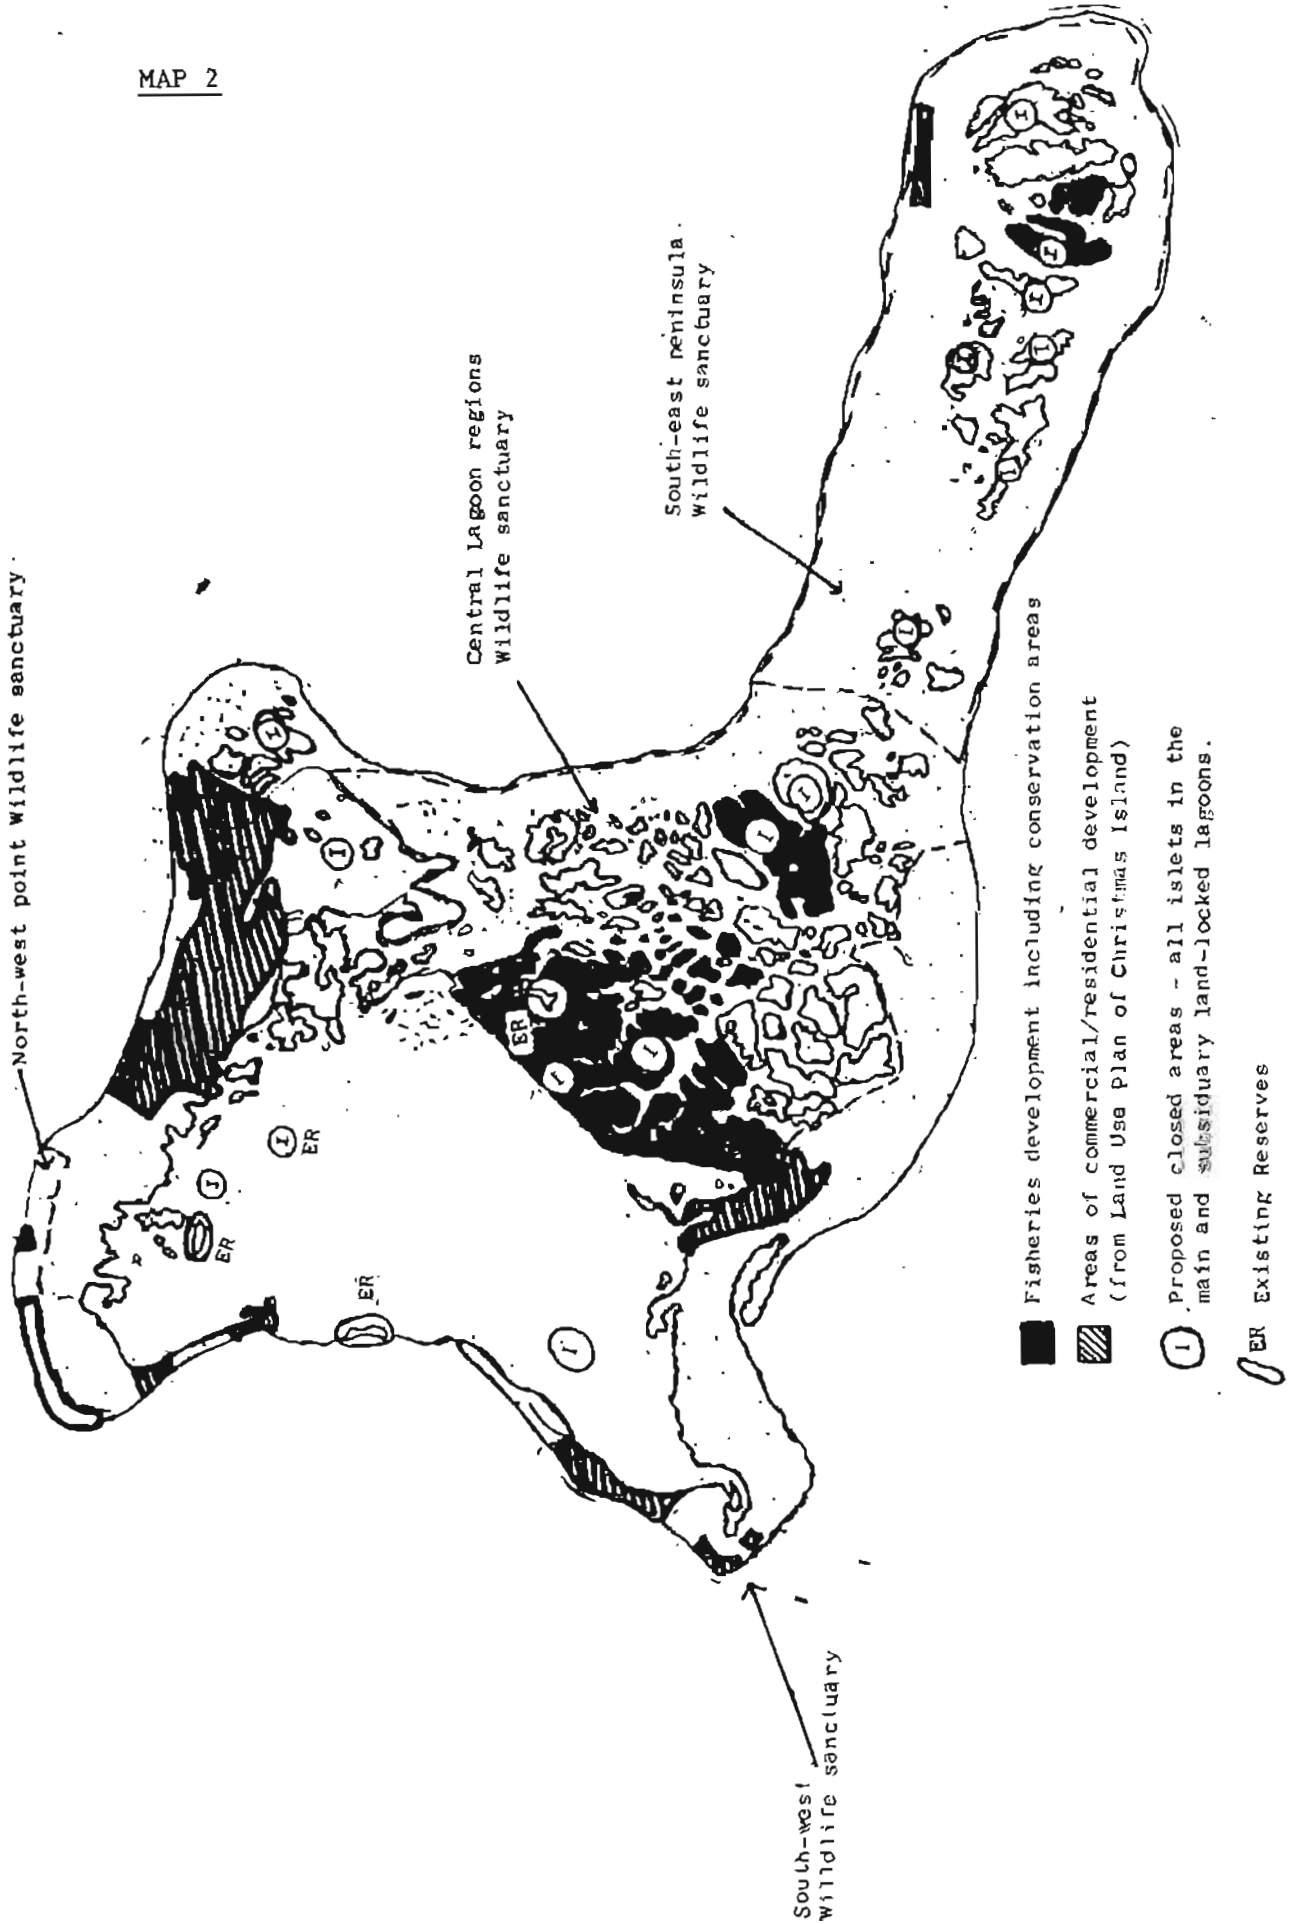 MAP 2
North-west point Wildlife sanctuary.
Central Lagoon regions
Wildlife sanctuary
South-east peninsula.
Wildlife sanctuary
South-west
Willdlife sanctuary
I
I
I
I
I
I
I
I
I
I
I
I
ER
I
I
I
ER
I
ER
ER
I
Fisheries development including conservation areas
Areas of commercial/residential development
(from Land Use Plan of Christmas Island)
I
Proposed closed areas - all islets in the
main and subsiduary land-locked lagoons.
ER
Existing Reserves